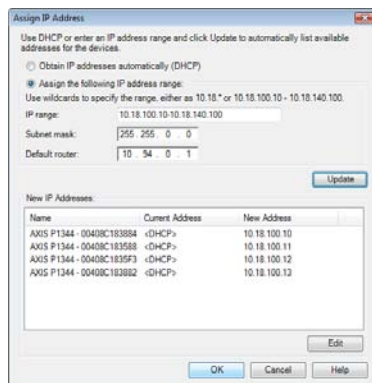 Assign IP Address
Use DHCP or enter an IP address range and click Update to automatically list available
addresses for the devices.
Obtain IP addresses automatically (DHCP)
Assign the following IP address range:
Use wildcards to specify the range, either as 10.18.* or 10.18.100.10 - 10.18.140.100.
IP range: 10.18.100.10-10.18.140.100
Subnet mask: 255 . 255 . 0 . 0
Default router: 10 . 94 . 0 . 1
Update
New IP Addresses:
Name Current Address New Address
AXIS P1344 - 00408C183884 <DHCP> 10.18.100.10
AXIS P1344 - 00408C183588 <DHCP> 10.18.100.11
AXIS P1344 - 00408C1835F3 <DHCP> 10.18.100.12
AXIS P1344 - 00408C183882 <DHCP> 10.18.100.13
Edit
OK Cancel Help